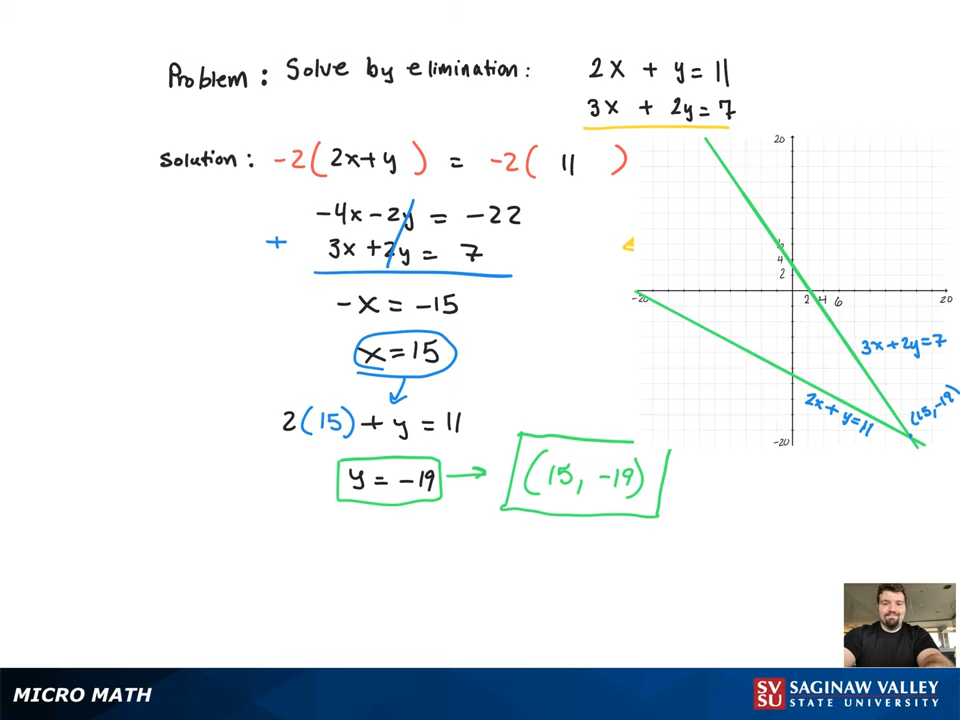 Problem: Solve by elimination: 2x + y = 11
3x + 2y = 7
Solution: -2(2x+y) = -2(11)
-4x - 2y = -22
+ 3x + 2y = 7
-x = -15
x = 15
2(15) + y = 11
y = -19 → (15, -19)
20
4
2
-20 2 4 6 20
3x + 2y = 7
2x + y = 11
(15, -19)
-20
MICRO MATH
SV SU SAGINAW VALLEY
STATE UNIVERSITY